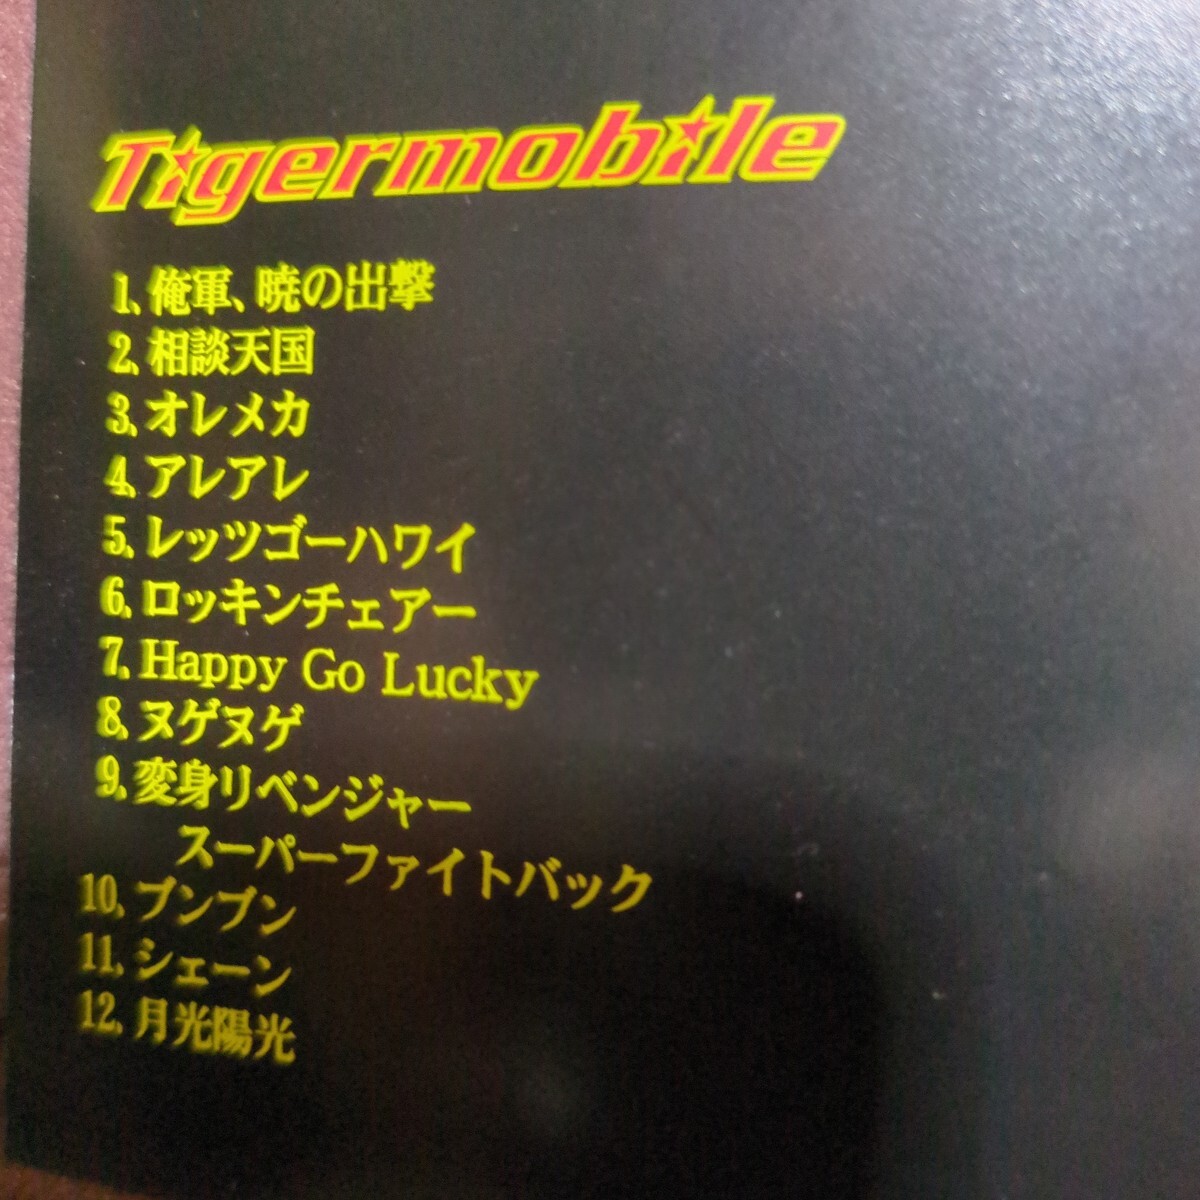 Tigermobile
1, 俺軍、暁の出撃
2, 相談天国
3, オレメカ
4, アレアレ
5, レッツゴーハワイ
6, ロッキンチェアー
7, Happy Go Lucky
8, ヌゲヌゲ
9, 変身リベンジャー
スーパーファイトバック
10, ブンブン
11, シェーン
12, 月光陽光